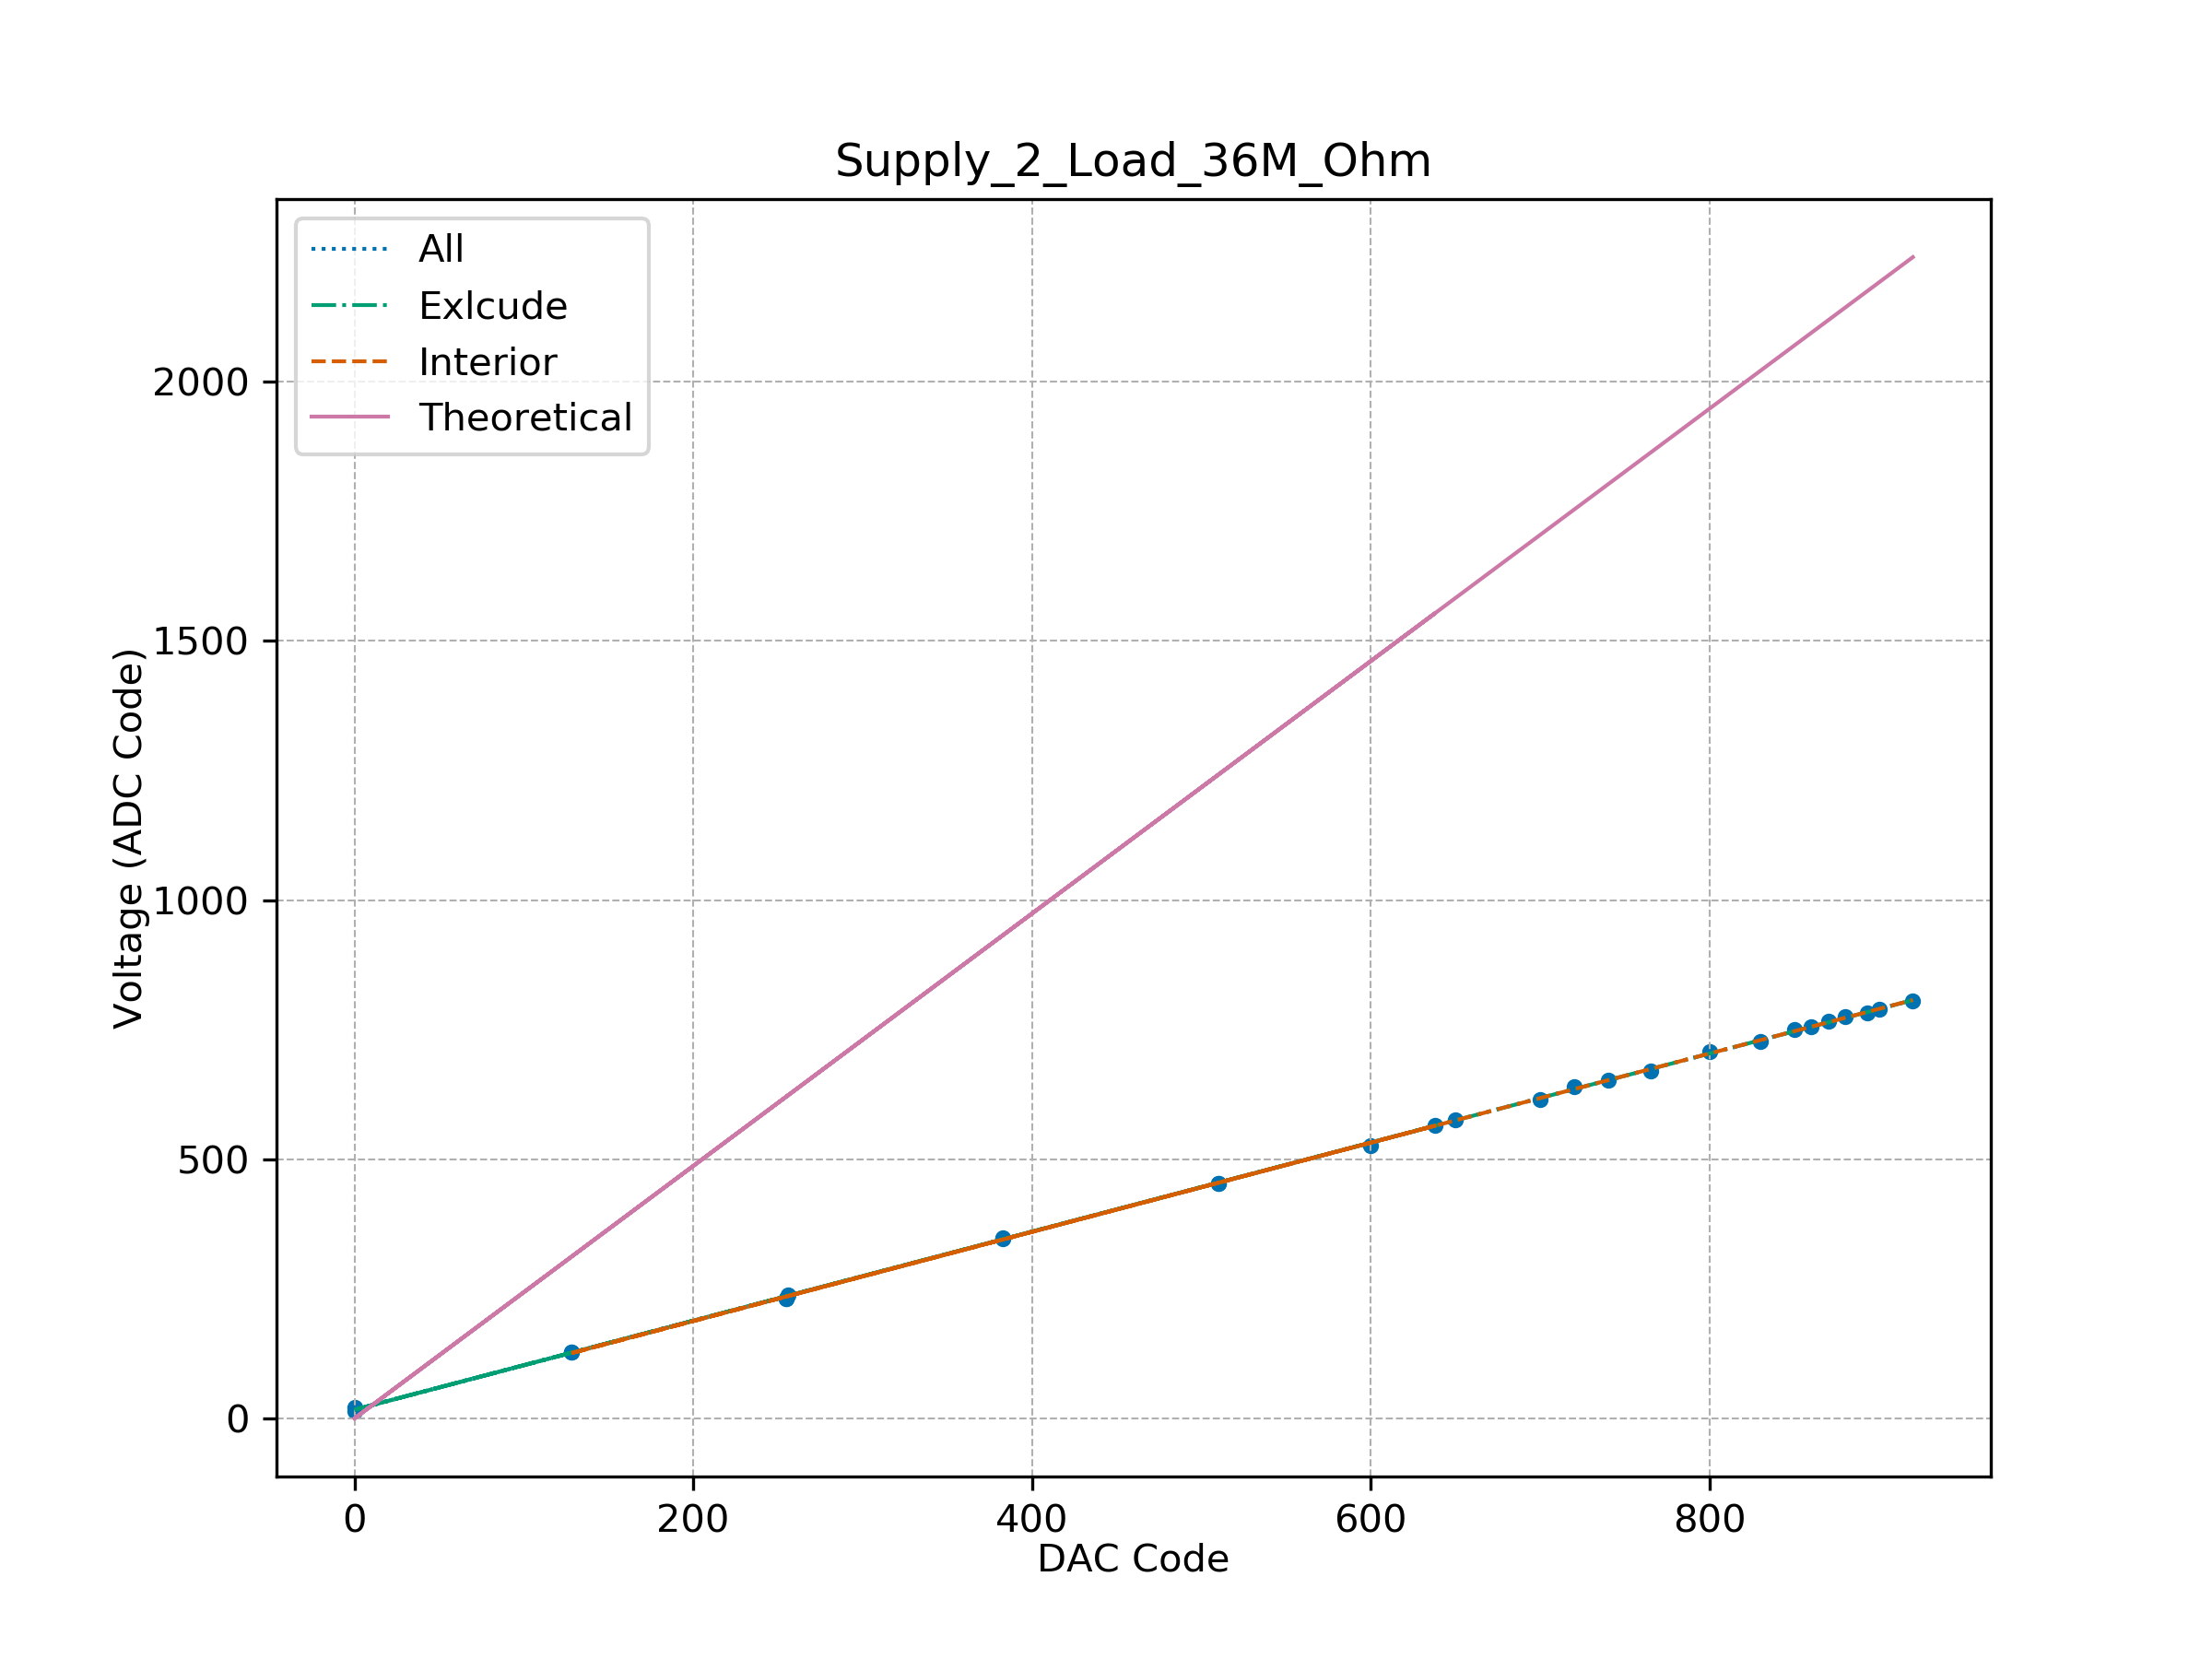 Supply_2_Load_36M_Ohm
All
Exlcude
Interior
Theoretical
Voltage (ADC Code)
2000
1500
1000
500
0
0 200 400 600 800
DAC Code